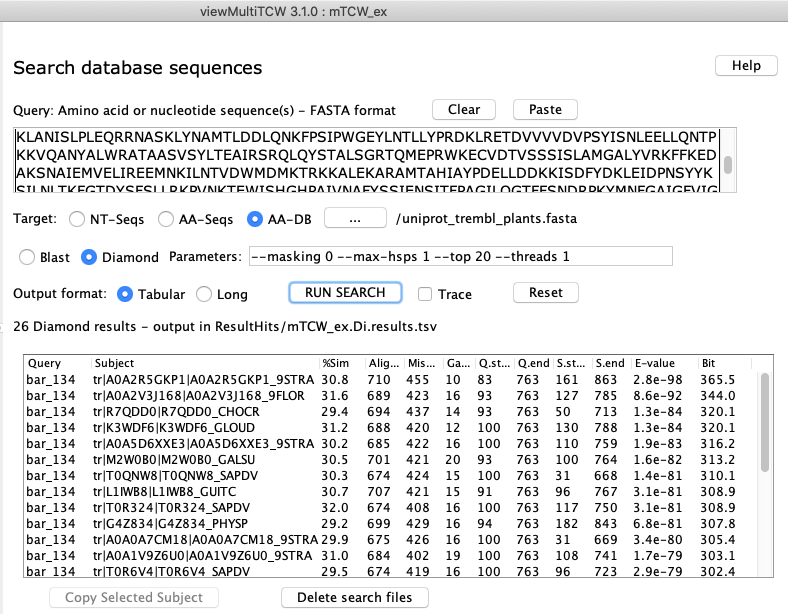 viewMultiTCW 3.1.0 : mTCW_ex
Search database sequences
Help
Query: Amino acid or nucleotide sequence(s) - FASTA format
Clear
Paste
KLANISLPLEQRRNASKLYNAMTLDDLQNKFPSIPWGEYLNTLLYPRDKLRETDVVVVDVPSYISNLEELLQNTP
KKVQANYALWRATAASVSYLTEAIRSRQLQYSTALSGRTQMEPRWKECVDTVSSSISLAMGALYVRKFFKED
AKSNAIEMVELIREEMNKILNTVDWMDMKTRKKALEKARAMTAHIAYPDELLDDKKISDFYDKLEIDPNSYYK
SILNLTKFGTDYSFSLLRKPVNKTEWISHGHPAIVNAFYSSIENSITFPAGILQGTFFSNDRPKYMNFGAIGFVIG
Target: NT-Seqs AA-Seqs AA-DB ... /uniprot_trembl_plants.fasta
Blast Diamond Parameters: --masking 0 --max-hsps 1 --top 20 --threads 1
Output format: Tabular Long RUN SEARCH Trace Reset
26 Diamond results - output in ResultHits/mTCW_ex.Di.results.tsv
Query Subject %Sim Alig... Mis... Ga... Q.st... Q.end S.st... S.end E-value Bit
bar_134 tr|A0A2R5GKP1|A0A2R5GKP1_9STRA 30.8 710 455 10 83 763 161 863 2.8e-98 365.5
bar_134 tr|A0A2V3J168|A0A2V3J168_9FLOR 31.6 689 423 16 93 763 127 785 8.6e-92 344.0
bar_134 tr|R7QDD0|R7QDD0_CHOCR 29.4 694 437 14 93 763 50 713 1.3e-84 320.1
bar_134 tr|K3WDF6|K3WDF6_GLOUD 31.2 688 420 12 100 763 130 788 1.3e-84 320.1
bar_134 tr|A0A5D6XXE3|A0A5D6XXE3_9STRA 30.2 685 422 16 100 763 110 759 1.9e-83 316.2
bar_134 tr|M2W0B0|M2W0B0_GALSU 30.5 701 421 20 93 763 100 764 1.6e-82 313.2
bar_134 tr|T0QNW8|T0QNW8_SAPDV 30.3 674 424 15 100 763 31 668 1.4e-81 310.1
bar_134 tr|L1IWB8|L1IWB8_GUITC 30.7 707 421 15 91 763 96 767 3.1e-81 308.9
bar_134 tr|T0R324|T0R324_SAPDV 32.0 674 408 16 100 763 117 750 3.1e-81 308.9
bar_134 tr|G4Z834|G4Z834_PHYSP 29.2 699 429 16 94 763 182 843 6.8e-81 307.8
bar_134 tr|A0A0A7CM18|A0A0A7CM18_9STRA 29.9 675 426 16 100 763 31 669 3.4e-80 305.4
bar_134 tr|A0A1V9Z6U0|A0A1V9Z6U0_9STRA 31.0 684 402 19 100 763 108 741 1.7e-79 303.1
bar_134 tr|T0R6V4|T0R6V4_SAPDV 29.5 674 419 16 100 763 96 723 2.9e-79 302.4
Copy Selected Subject
Delete search files